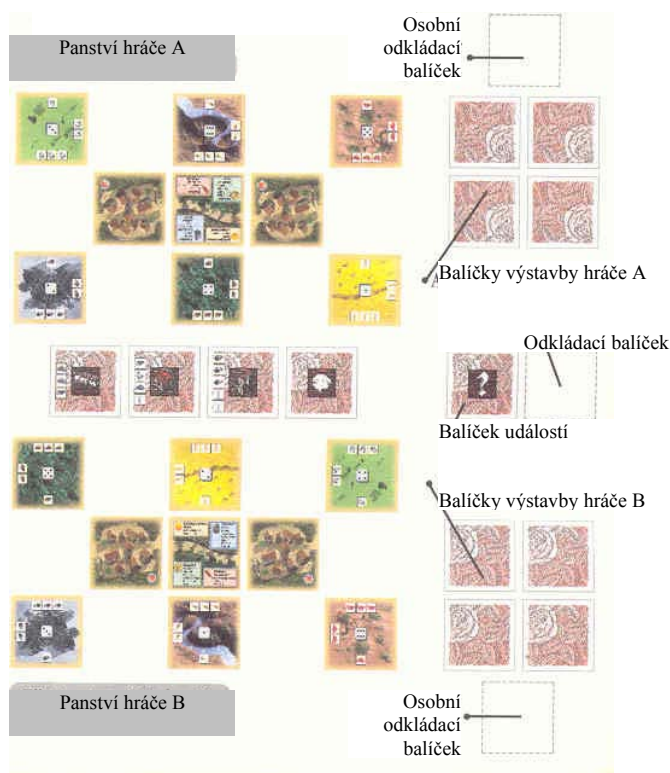 Osobní
odkládací
balíček
Panství hráče A
Balíčky výstavby hráče A
Odkládací balíček
?
Balíček událostí
Balíčky výstavby hráče B
Panství hráče B
Osobní
odkládací
balíček